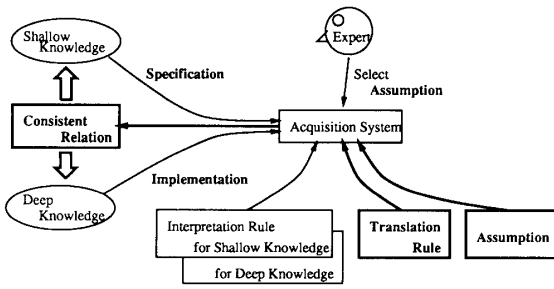 Shallow
Knowledge
Expert
Specification
Select
Assumption
Consistent
Relation
Acquisition System
Implementation
Deep
Knowledge
Interpretation Rule
for Shallow Knowledge
for Deep Knowledge
Translation
Rule
Assumption